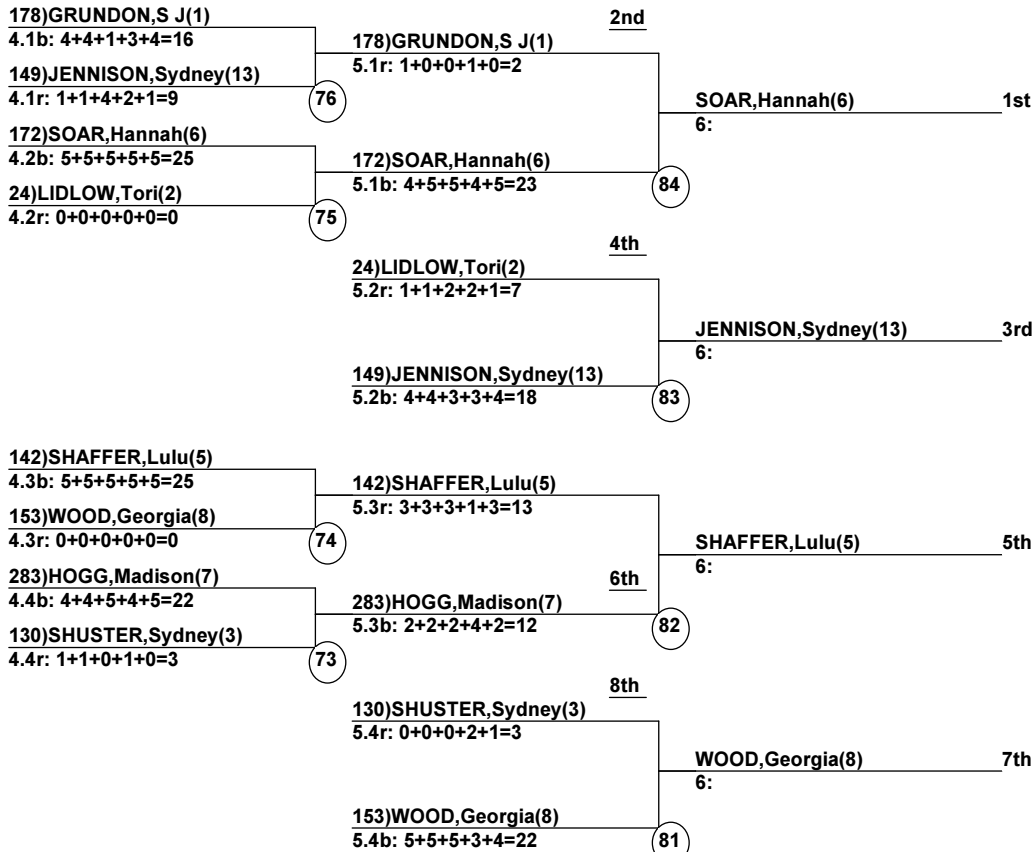 178)GRUNDON,S J(1)
4.1b: 4+4+1+3+4=16
149)JENNISON,Sydney(13)
4.1r: 1+1+4+2+1=9
76
172)SOAR,Hannah(6)
4.2b: 5+5+5+5+5=25
24)LIDLOW,Tori(2)
4.2r: 0+0+0+0+0=0
75
2nd
178)GRUNDON,S J(1)
5.1r: 1+0+0+1+0=2
172)SOAR,Hannah(6)
5.1b: 4+5+5+4+5=23
84
SOAR,Hannah(6) 1st
6:
4th
24)LIDLOW,Tori(2)
5.2r: 1+1+2+2+1=7
149)JENNISON,Sydney(13)
5.2b: 4+4+3+3+4=18
83
JENNISON,Sydney(13) 3rd
6:
142)SHAFFER,Lulu(5)
4.3b: 5+5+5+5+5=25
153)WOOD,Georgia(8)
4.3r: 0+0+0+0+0=0
74
283)HOGG,Madison(7)
4.4b: 4+4+5+4+5=22
130)SHUSTER,Sydney(3)
4.4r: 1+1+0+1+0=3
73
142)SHAFFER,Lulu(5)
5.3r: 3+3+3+1+3=13
6th
283)HOGG,Madison(7)
5.3b: 2+2+2+4+2=12
82
SHAFFER,Lulu(5) 5th
6:
8th
130)SHUSTER,Sydney(3)
5.4r: 0+0+0+2+1=3
153)WOOD,Georgia(8)
5.4b: 5+5+5+3+4=22
81
WOOD,Georgia(8) 7th
6: